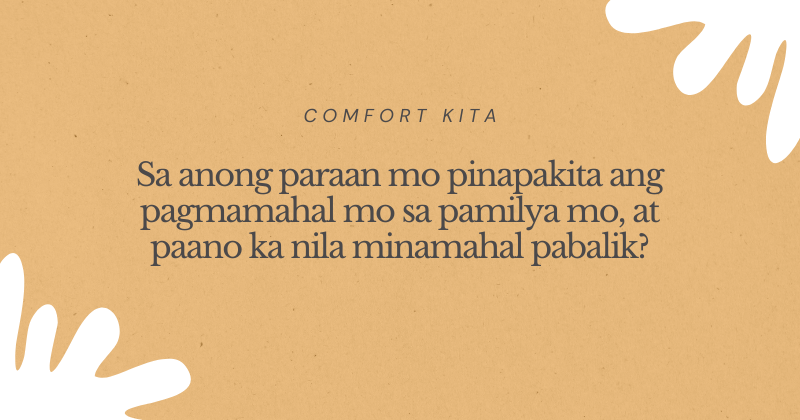 COMFORT KITA
Sa anong paraan mo pinapakita ang
pagmamahal mo sa pamilya mo, at
paano ka nila minamahal pabalik?